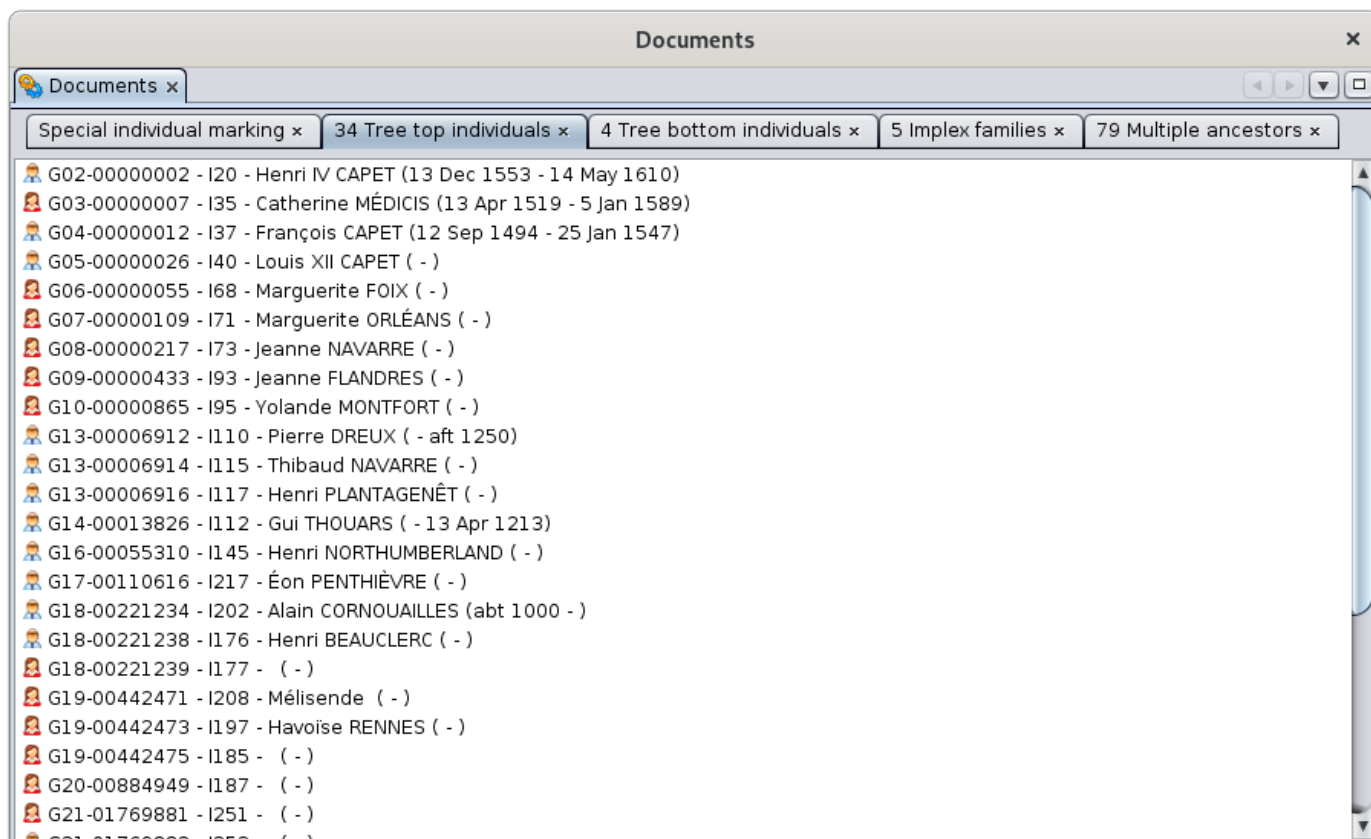 Documents
Documents
Special individual marking 34 Tree top individuals 4 Tree bottom individuals 5 Implex families 79 Multiple ancestors
G02-00000002 - I20 - Henri IV CAPET (13 Dec 1553 - 14 May 1610)
G03-00000007 - I35 - Catherine MÉDICIS (13 Apr 1519 - 5 Jan 1589)
G04-00000012 - I37 - François CAPET (12 Sep 1494 - 25 Jan 1547)
G05-00000026 - I40 - Louis XII CAPET ( - )
G06-00000055 - I68 - Marguerite FOIX ( - )
G07-00000109 - I71 - Marguerite ORLÉANS ( - )
G08-00000217 - I73 - Jeanne NAVARRE ( - )
G09-00000433 - I93 - Jeanne FLANDRES ( - )
G10-00000865 - I95 - Yolande MONTFORT ( - )
G13-00006912 - I110 - Pierre DREUX ( - aft 1250)
G13-00006914 - I115 - Thibaud NAVARRE ( - )
G13-00006916 - I117 - Henri PLANTAGENÊT ( - )
G14-00013826 - I112 - Gui THOUARS ( - 13 Apr 1213)
G16-00055310 - I145 - Henri NORTHUMBERLAND ( - )
G17-00110616 - I217 - Éon PENTHIÈVRE ( - )
G18-00221234 - I202 - Alain CORNOUAILLES (abt 1000 - )
G18-00221238 - I176 - Henri BEAUCLERC ( - )
G18-00221239 - I177 - ( - )
G19-00442471 - I208 - Mélisende ( - )
G19-00442473 - I197 - Havoïse RENNES ( - )
G19-00442475 - I185 - ( - )
G20-00884949 - I187 - ( - )
G21-01769881 - I251 - ( - )